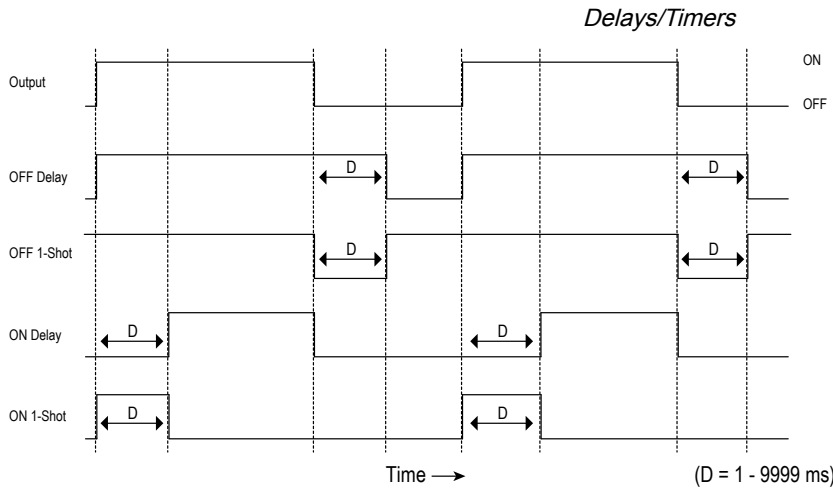 Delays/Timers
ON
Output
OFF
D
D
OFF Delay
D
D
OFF 1-Shot
D
D
ON Delay
D
D
ON 1-Shot
Time
(D = 1 - 9999 ms)